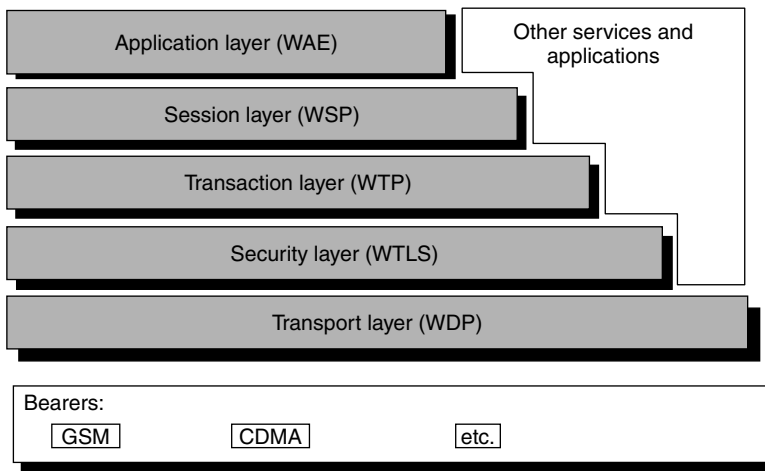 Application layer (WAE)
Other services and
applications
Session layer (WSP)
Transaction layer (WTP)
Security layer (WTLS)
Transport layer (WDP)
Bearers:
GSM
CDMA
etc.